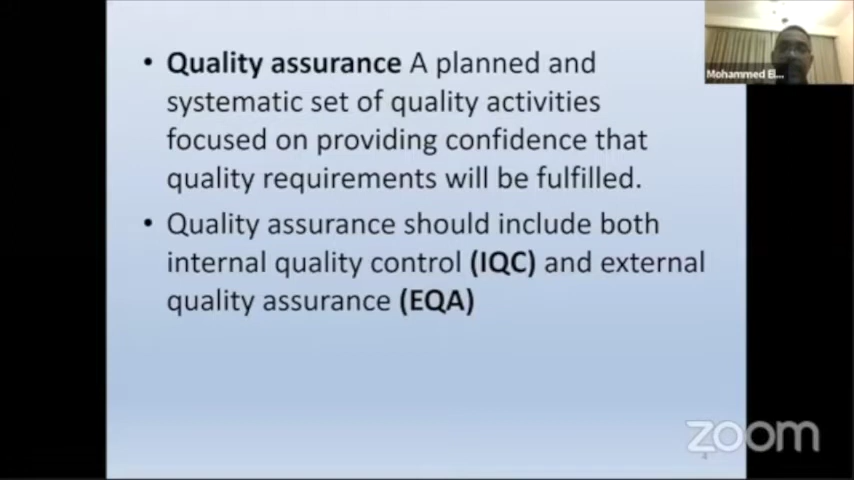 • Quality assurance A planned and
systematic set of quality activities
focused on providing confidence that
quality requirements will be fulfilled.
• Quality assurance should include both
internal quality control (IQC) and external
quality assurance (EQA)
Mohammed El...
zoom
4